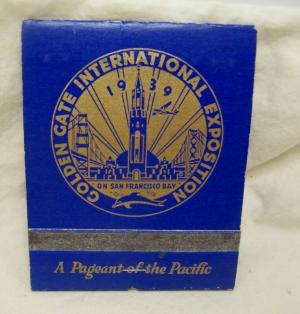 GOLDEN GATE INTERNATIONAL EXPOSITION
1939
ON SAN FRANCISCO BAY
A Pageant of the Pacific